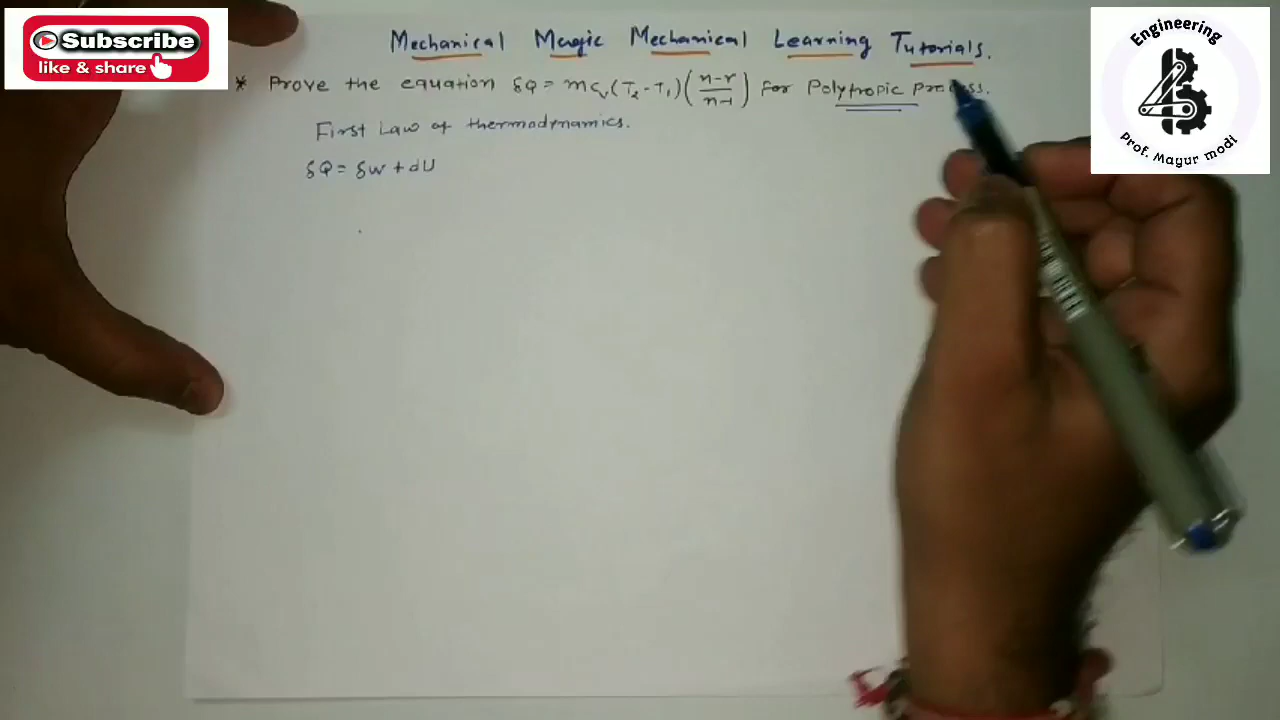 Subscribe
like & share
Engineering
Prof. Mayur modi
Mechanical Magic Mechanical Learning Tutorials.
* Prove the equation δQ = mCv (T2 - T1) (n-r/n-1) for Polytropic Process.
First Law of thermodynamics.
δQ = δW + dU